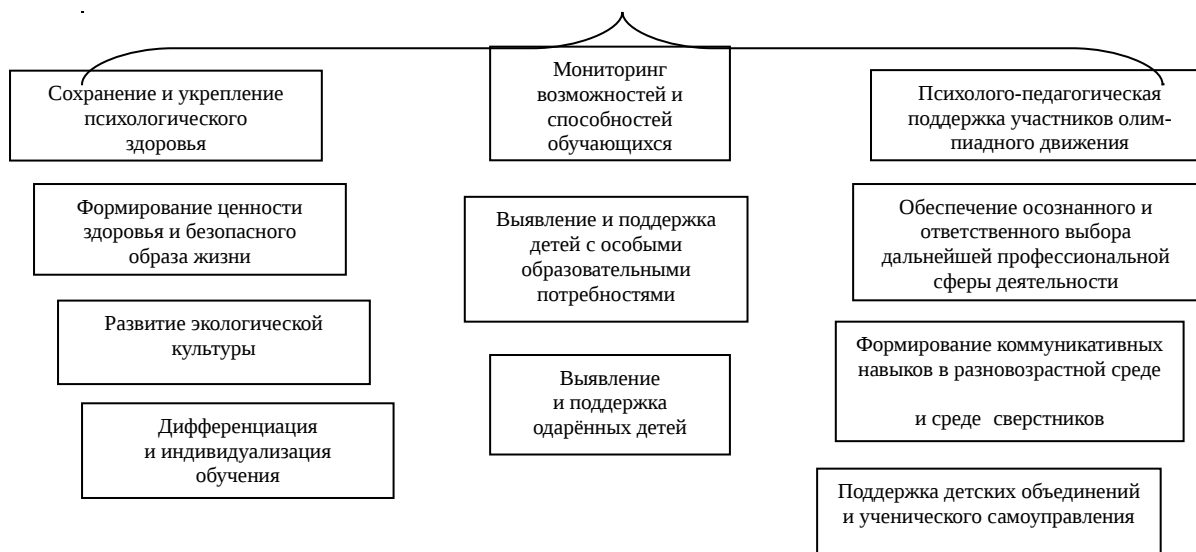 Сохранение и укрепление
психологического
здоровья
Формирование ценности
здоровья и безопасного
образа жизни
Развитие экологической
культуры
Дифференциация
и индивидуализация
обучения
Мониторинг
возможностей и
способностей
обучающихся
Выявление и поддержка
детей с особыми
образовательными
потребностями
Выявление
и поддержка
одарённых детей
Психолого-педагогическая
поддержка участников олим-
пиадного движения
Обеспечение осознанного и
ответственного выбора
дальнейшей профессиональной
сферы деятельности
Формирование коммуникативных
навыков в разновозрастной среде
и среде сверстников
Поддержка детских объединений
и ученического самоуправления